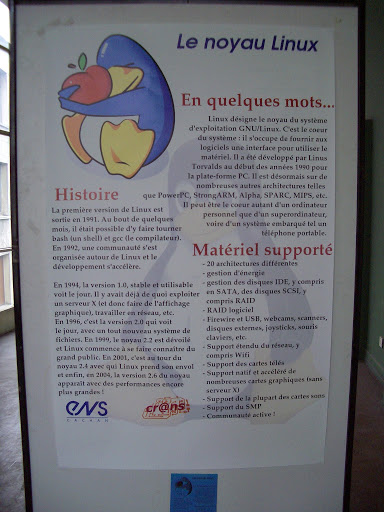 Le noyau Linux
En quelques mots...
Linux désigne le noyau du système
d'exploitation GNU/Linux. C'est le coeur
du système : il s'occupe de fournir aux
logiciels une interface pour utiliser le
matériel. Il a été développé par Linus
Torvalds au début des années 1990 pour
la plate-forme PC. Il est désormais sur de
nombreuses autres architectures telles
que PowerPC, StrongARM, Alpha, SPARC, MIPS, etc.
Il peut être le coeur autant d'un ordinateur
personnel que d'un superordinateur,
voire d'un système embarqué tel un
téléphone portable.
Histoire
La première version de Linux est
sortie en 1991. Au bout de quelques
mois, il était possible d'y faire tourner
bash (un shell) et gcc (le compilateur).
En 1992, une communauté s'est
organisée autour de Linux et le
développement s'accélère.
En 1994, la version 1.0, stable et utilisable
voit le jour. Il y avait déjà de quoi exploiter
un serveur X (et donc faire de l'affichage
graphique), travailler en réseau, etc.
En 1996, c'est la version 2.0 qui voit
le jour, avec un tout nouveau système de
fichiers. En 1999, le noyau 2.2 est dévoilé
et Linux commence à se faire connaître du
grand public. En 2001, c'est au tour du
noyau 2.4 avec qui Linux prend son envol
et enfin, en 2004, la version 2.6 du noyau
apparaît avec des performances encore
plus grandes !
Matériel supporté
- 20 architectures différentes
- gestion d'énergie
- gestion des disques IDE, y compris
en SATA, des disques SCSI, y
compris RAID
- RAID logiciel
- Firewire et USB, webcams, scanners,
disques externes, joysticks, souris
claviers, etc.
- Support étendu du réseau, y
compris Wifi
- Support des cartes télés
- Support natif et accéléré de
nombreuses cartes graphiques (sans
serveur X)
- Support de la plupart des cartes sons
- Support du SMP
- Communauté active !
ENS
CACHAN
cr@ns